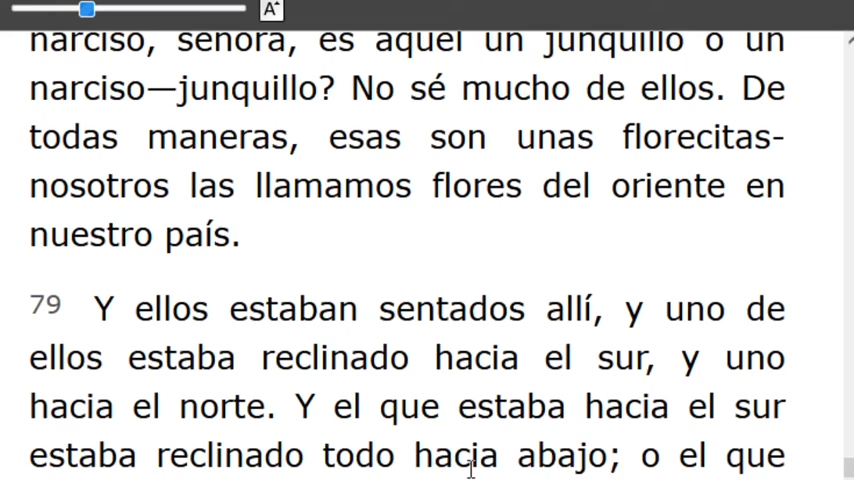 A
narciso, señora, es aquel un junquillo o un
narciso—junquillo? No sé mucho de ellos. De
todas maneras, esas son unas florecitas-
nosotros las llamamos flores del oriente en
nuestro país.
79 Y ellos estaban sentados allí, y uno de
ellos estaba reclinado hacia el sur, y uno
hacia el norte. Y el que estaba hacia el sur
estaba reclinado todo hacia abajo; o el que